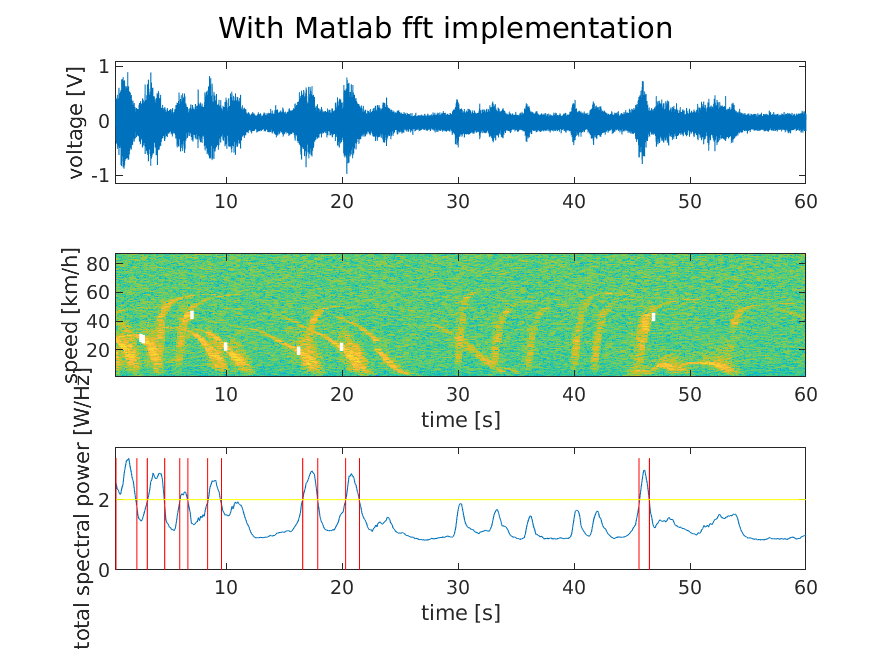 With Matlab fft implementation
voltage [V]
1
0
-1
10 20 30 40 50 60
speed [km/h]
80
60
40
20
10 20 30 40 50 60
time [s]
total spectral power [W/Hz]
2
0
10 20 30 40 50 60
time [s]